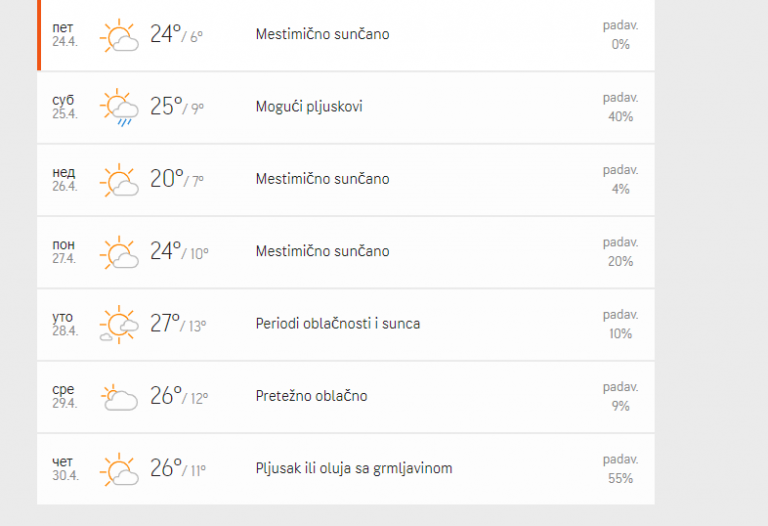 пет
24.4.
24°/ 6°
Mestimično sunčano
padav.
0%
суб
25.4.
25°/ 9°
Mogući pljuskovi
padav.
40%
нед
26.4.
20°/ 7°
Mestimično sunčano
padav.
4%
пон
27.4.
24°/ 10°
Mestimično sunčano
padav.
20%
уто
28.4.
27°/ 13°
Periodi oblačnosti i sunca
padav.
10%
сре
29.4.
26°/ 12°
Pretežno oblačno
padav.
9%
чет
30.4.
26°/ 11°
Pljusak ili oluja sa grmljavinom
padav.
55%